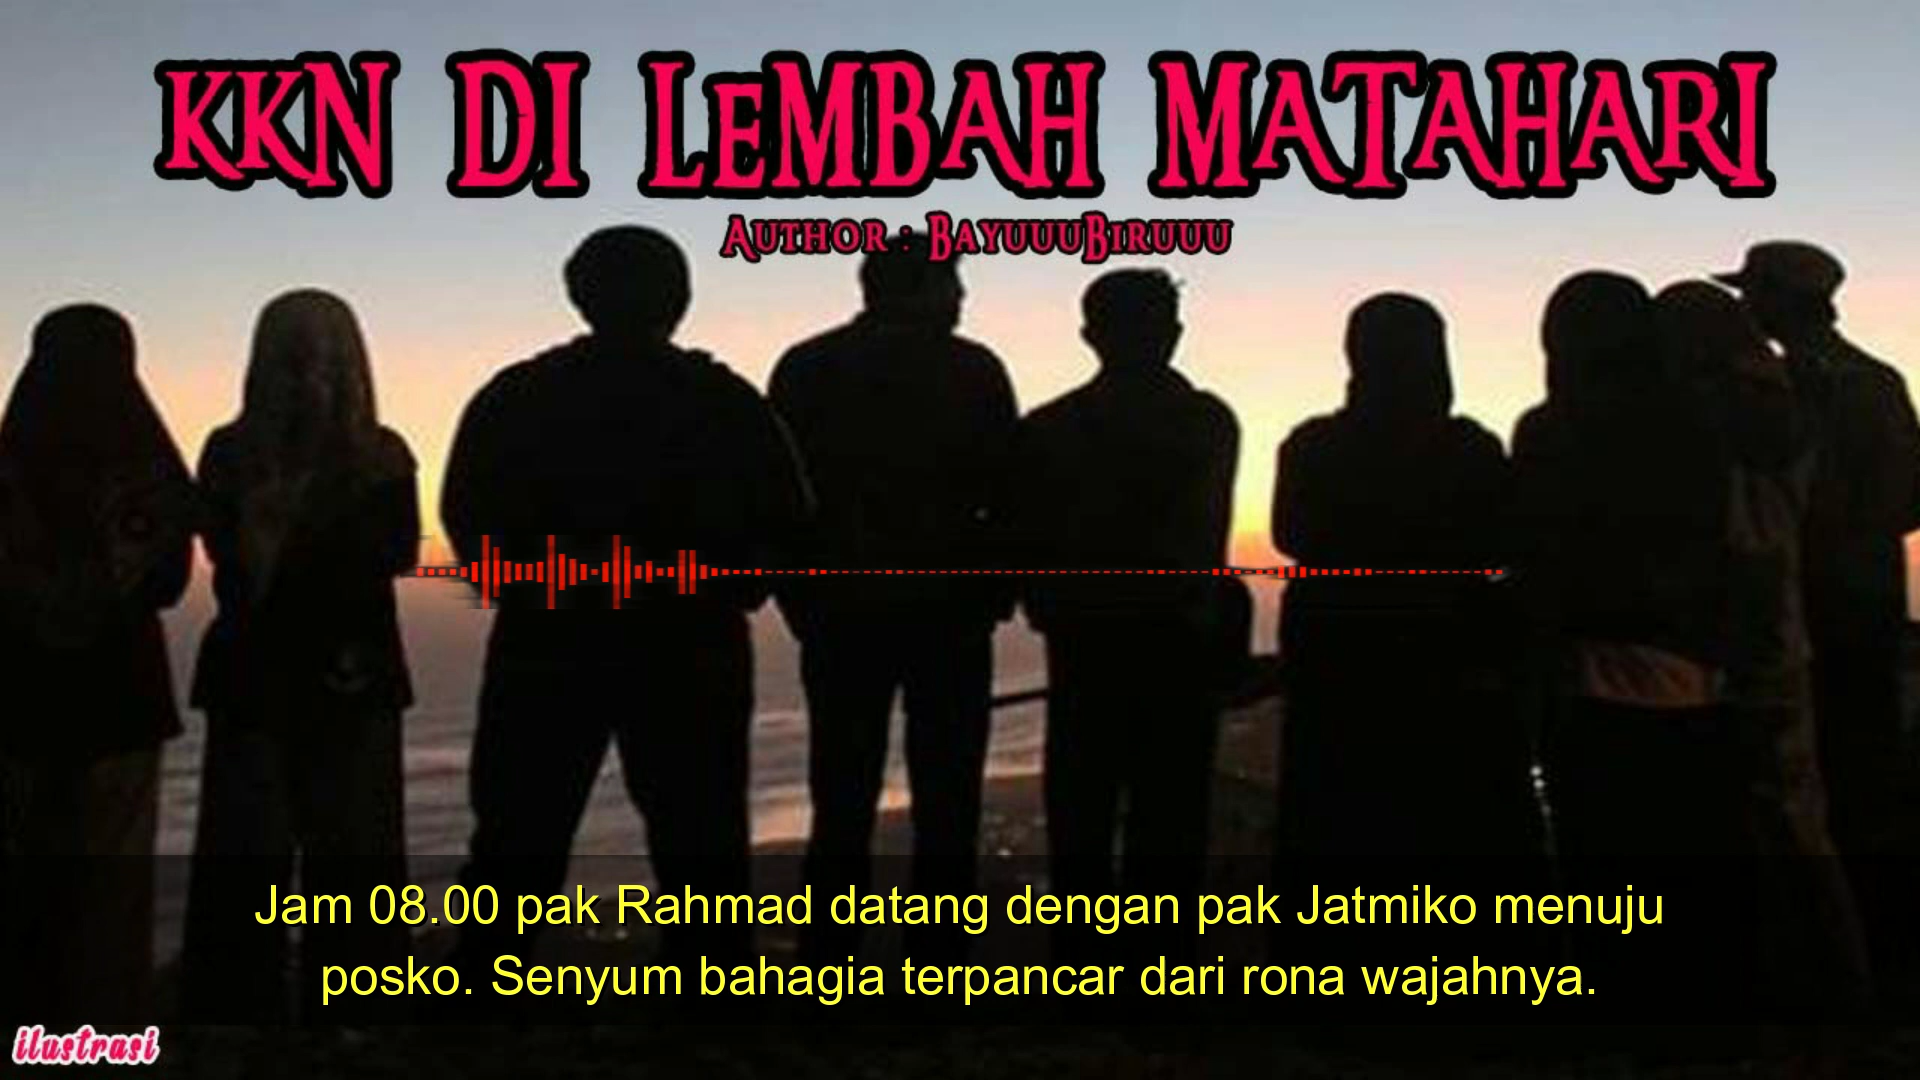 KKN DI LeMBAH MATAHARI
AUTHOR : BAYUUUBIRUUU
Jam 08.00 pak Rahmad datang dengan pak Jatmiko menuju
posko. Senyum bahagia terpancar dari rona wajahnya.
ilustrasi